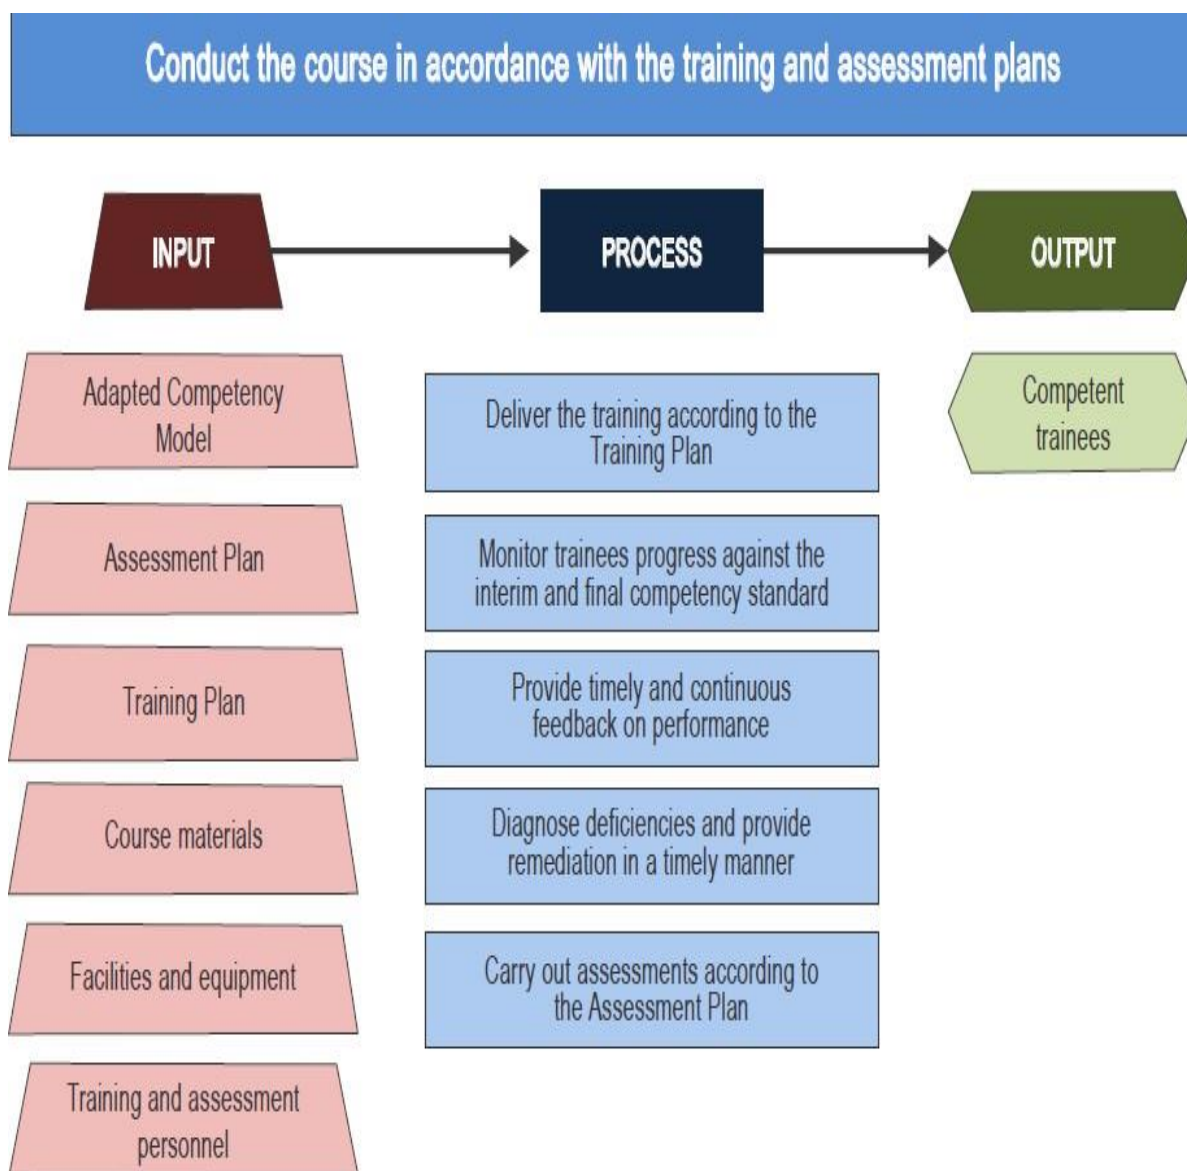 Conduct the course in accordance with the training and assessment plans
INPUT
PROCESS
OUTPUT
Adapted Competency
Model
Assessment Plan
Training Plan
Course materials
Facilities and equipment
Training and assessment
personnel
Deliver the training according to the
Training Plan
Monitor trainees progress against the
interim and final competency standard
Provide timely and continuous
feedback on performance
Diagnose deficiencies and provide
remediation in a timely manner
Carry out assessments according to
the Assessment Plan
Competent
trainees